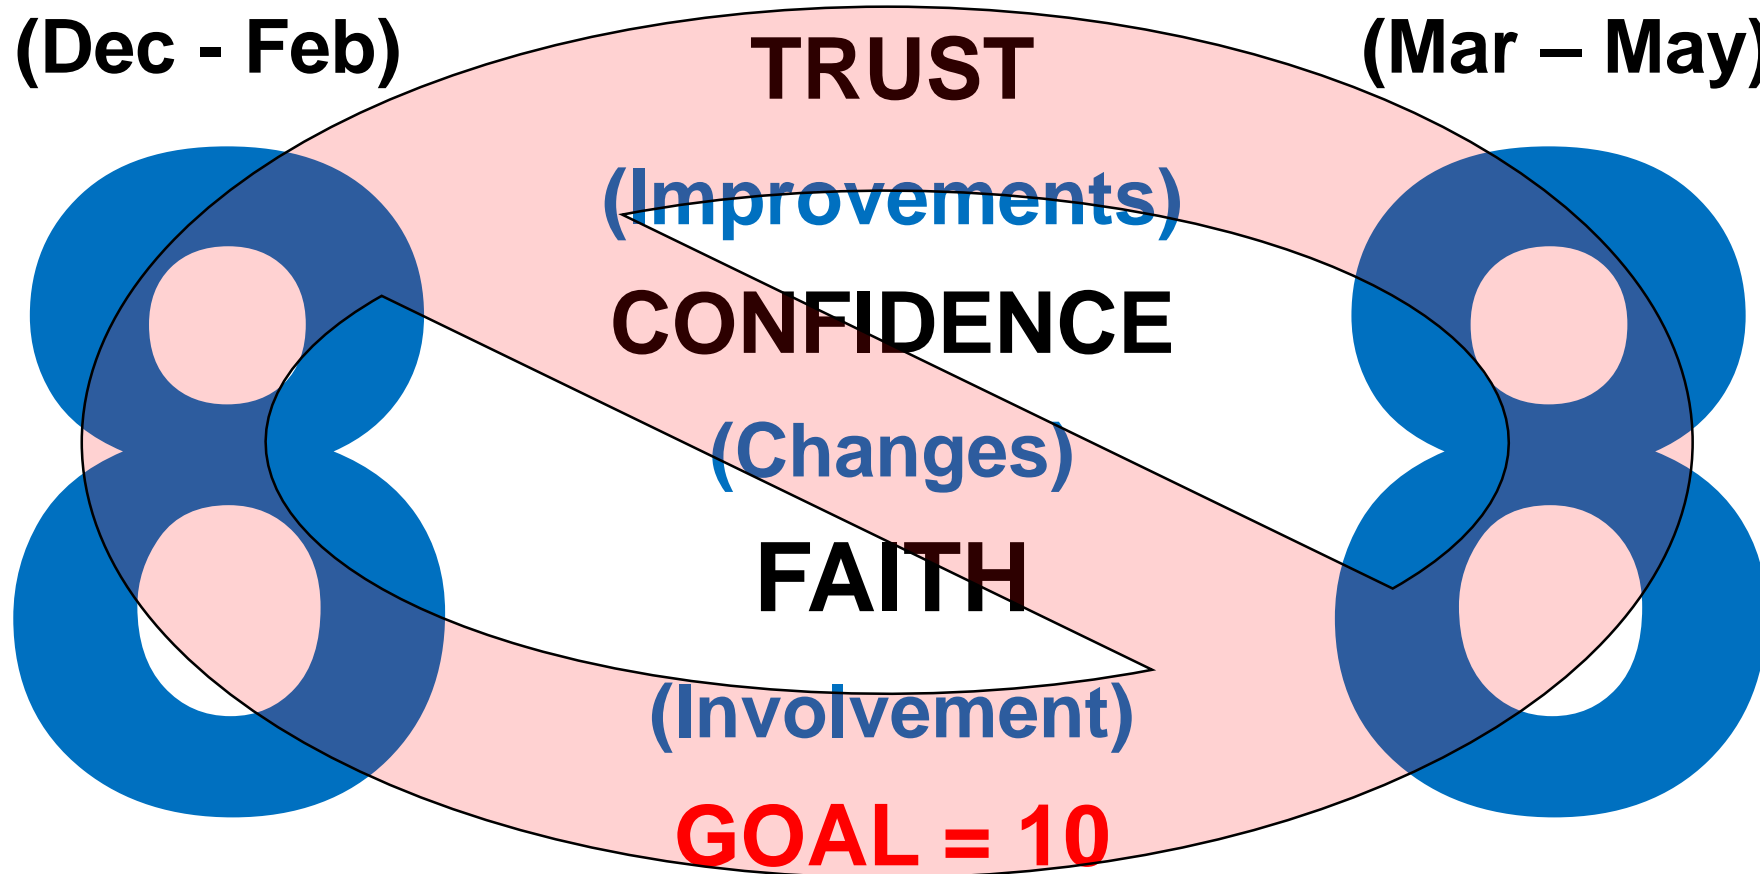 (Dec - Feb)
TRUST
(Mar – May)
(Improvements)
8
CONFIDENCE
8
(Changes)
FAITH
(Involvement)
GOAL = 10